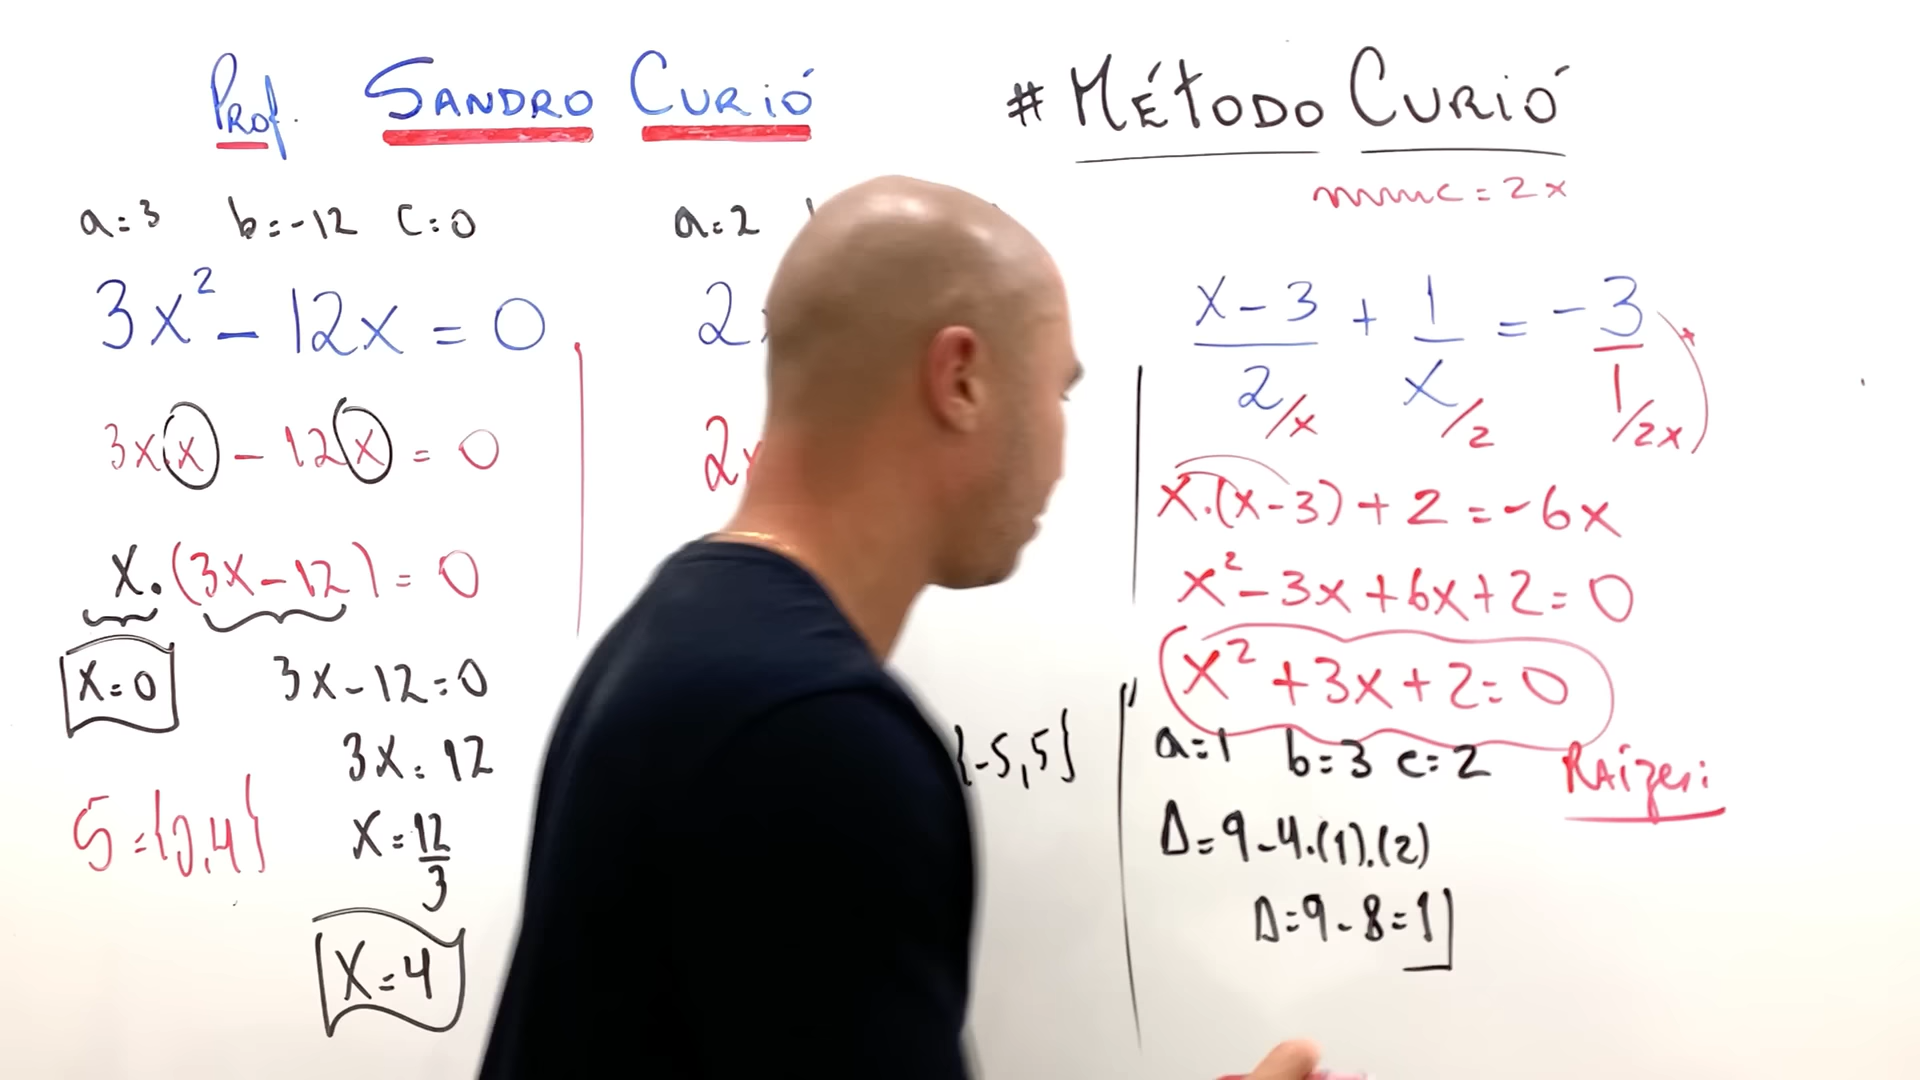 Prof. SANDRO CURIÓ
# MÉTODO CURIÓ
mmc = 2x
a=3 b=-12 c=0
3x² - 12x = 0
3x(x) - 12(x) = 0
x.(3x-12) = 0
x=0
3x-12=0
3x=12
x=12/3
x=4
S={0,4}
a=2
2x
2x
{-5,5}
(x-3)/2 + 1/x = -3/1
/x /2 /2x
x.(x-3)+2=-6x
x²-3x+6x+2=0
x²+3x+2=0
a=1 b=3 c=2
RAízes:
Δ=9-4.(1).(2)
Δ=9-8=1